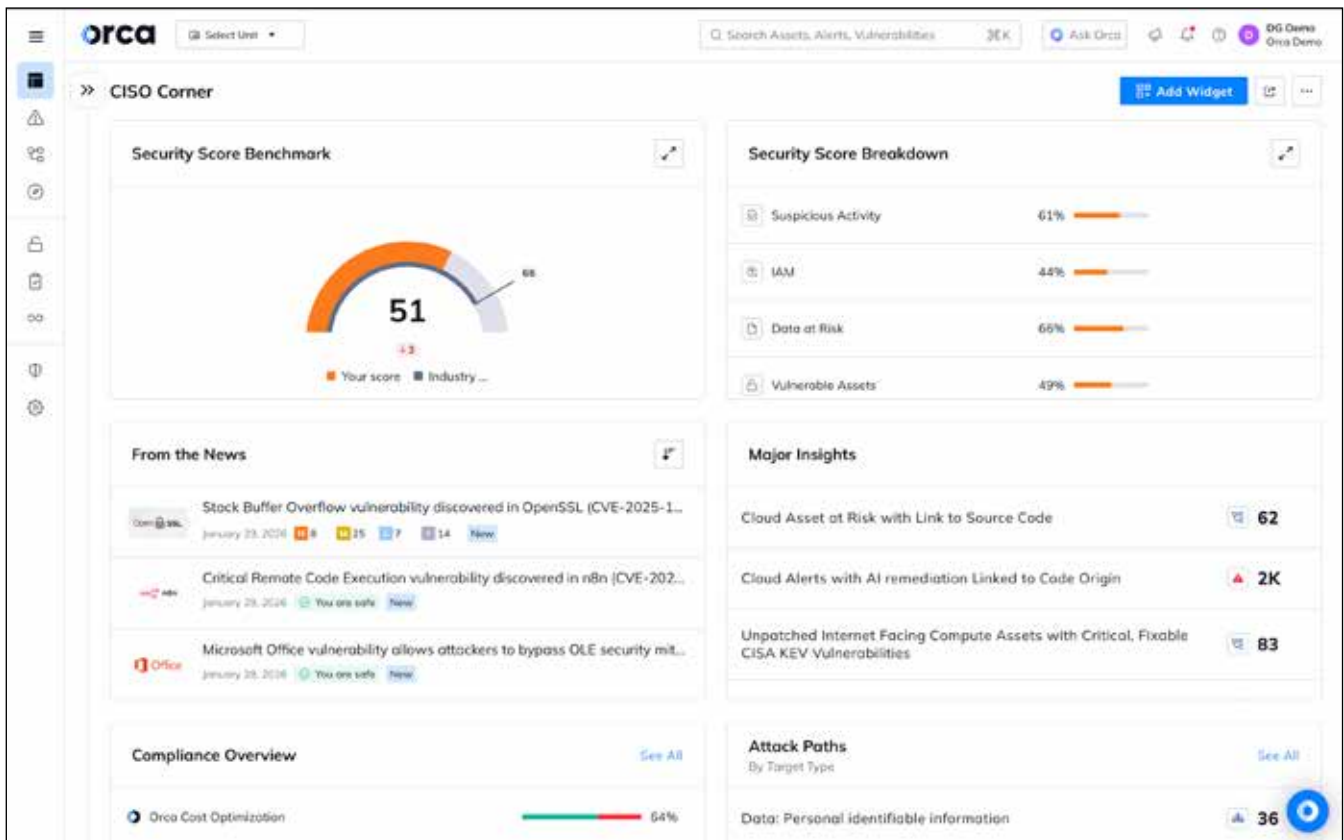 orca
Select Unit
Search Assets, Alerts, Vulnerabilities
⌘K
Ask Orca
DG Demo
Orca Demo
CISO Corner
Add Widget
Security Score Benchmark
51
↓3
Your score
Industry ...
Security Score Breakdown
Suspicious Activity 61%
IAM 44%
Data at Risk 66%
Vulnerable Assets 49%
From the News
Stack Buffer Overflow vulnerability discovered in OpenSSL (CVE-2025-1...
January 29, 2026 25 7 14 New
Critical Remote Code Execution vulnerability discovered in n8n (CVE-202...
January 29, 2026 You are safe New
Office
Microsoft Office vulnerability allows attackers to bypass OLE security mit...
You are safe New
Major Insights
Cloud Asset at Risk with Link to Source Code 62
Cloud Alerts with AI remediation Linked to Code Origin 2K
Unpatched Internet Facing Compute Assets with Critical, Fixable
CISA KEV Vulnerabilities 83
Compliance Overview
See All
Orca Cost Optimization 64%
Attack Paths
By Target Type
See All
Data: Personal identifiable information 36